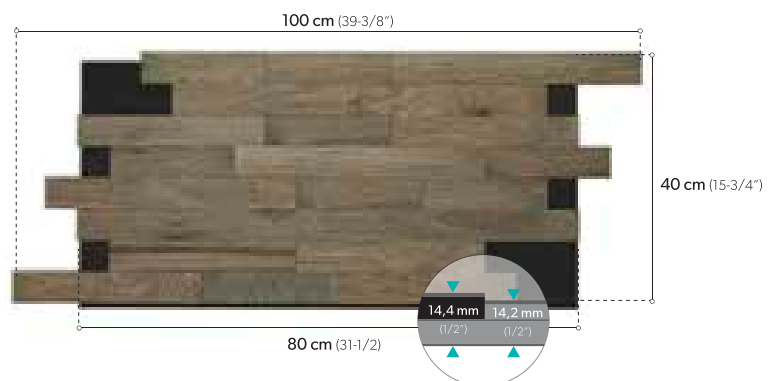 100 cm (39-3/8”)
40 cm (15-3/4”)
14,4 mm 14,2 mm
(1/2”) (1/2”)
80 cm (31-1/2)